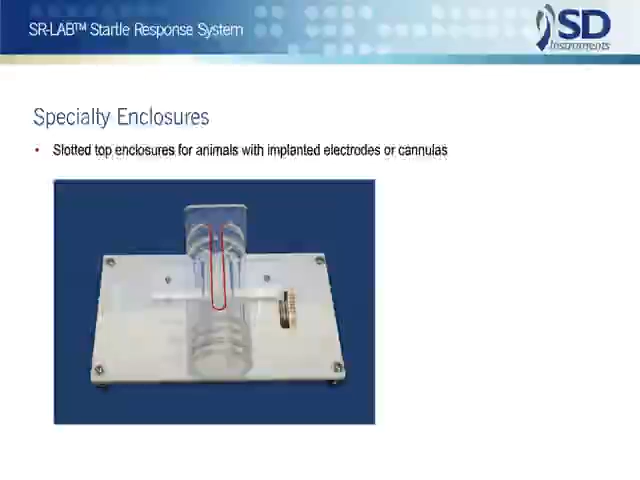 SR-LAB™ Startle Response System
SD
Instruments
Specialty Enclosures
• Slotted top enclosures for animals with implanted electrodes or cannulas